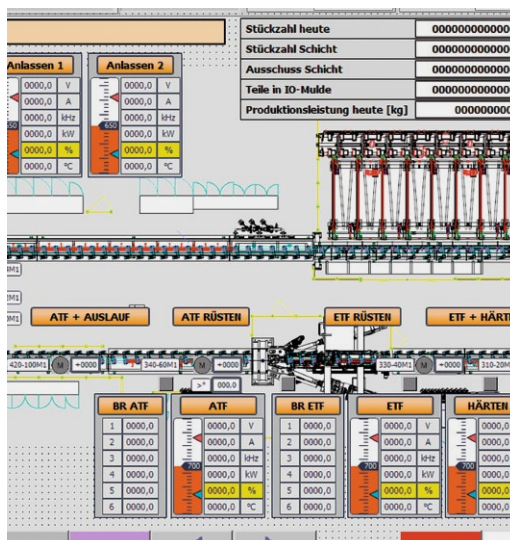 Stückzahl heute 000000000000
Stückzahl Schicht 000000000000
Ausschuss Schicht 000000000000
Teile in IO-Mulde 000000000000
Produktionsleistung heute [kg] 000000000
Anlassen 1
0000,0 V
0000,0 A
0000,0 kHz
0000,0 kW
0000,0 %
0000,0 °C
650
Anlassen 2
0000,0 V
0000,0 A
0000,0 kHz
0000,0 kW
0000,0 %
0000,0 °C
650
ATF + AUSLAUF
ATF RÜSTEN
ETF RÜSTEN
ETF + HÄRT
420-100M1 M +0000
340-60M1 M +0000
330-40M1 M +0000
310-20M
>° 000.0
BR ATF
1 0000,0
2 0000,0
3 0000,0
4 0000,0
5 0000,0
6 0000,0
ATF
0000,0 V
0000,0 A
0000,0 kHz
0000,0 kW
0000,0 %
0000,0 °C
700
BR ETF
1 0000,0
2 0000,0
3 0000,0
4 0000,0
5 0000,0
6 0000,0
ETF
0000,0 V
0000,0 A
0000,0 kHz
0000,0 kW
0000,0 %
0000,0 °C
700
HÄRTEN
0000,0
0000,0
0000,0
0000,0
0000,0
0000,0
700